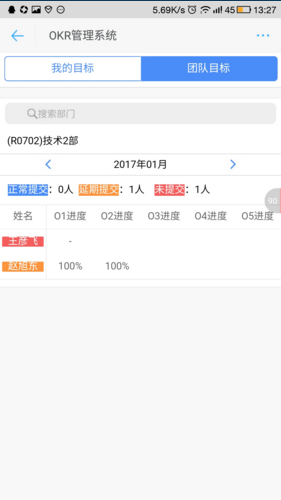 5.69K/s 45 13:27
OKR管理系统
我的目标 团队目标
搜索部门
(R0702)技术2部
2017年01月
正常提交：0人 延期提交：1人 未提交：1人
90
姓名 O1进度 O2进度 O3进度 O4进度 O5进度
王彦飞 -
赵旭东 100% 100%